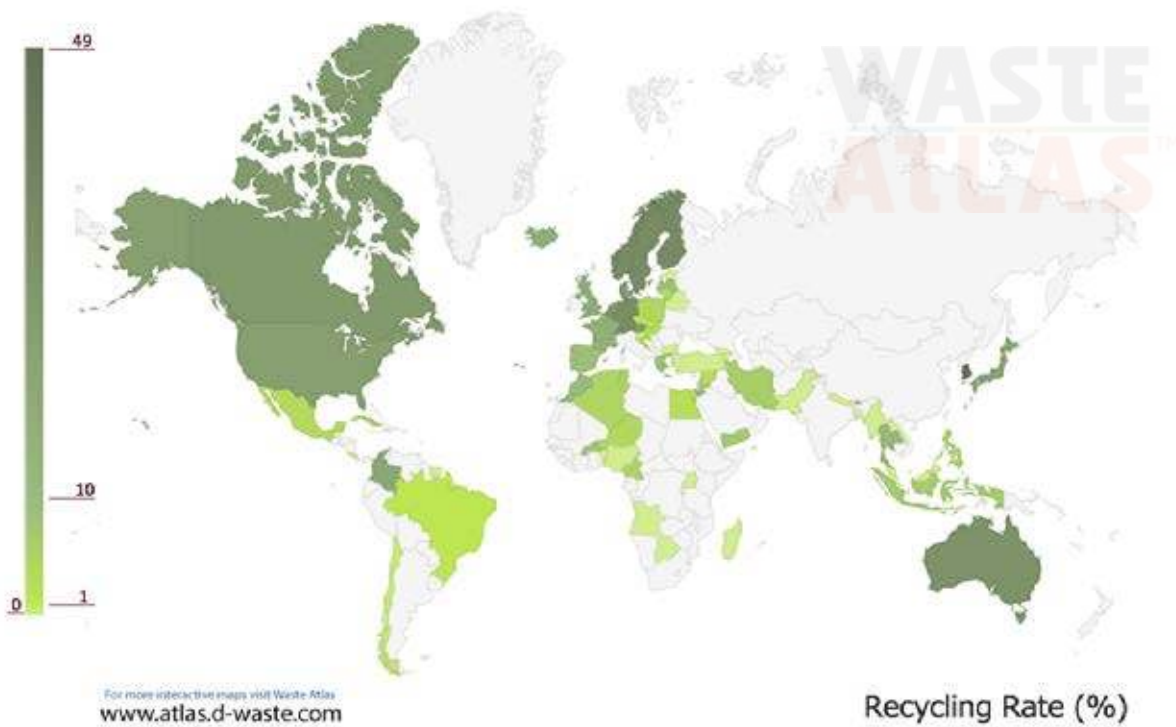 49
WASTE
ATLAS
10
0
1
For more interactive maps visit Waste Atlas
www.atlas.d-waste.com
Recycling Rate (%)